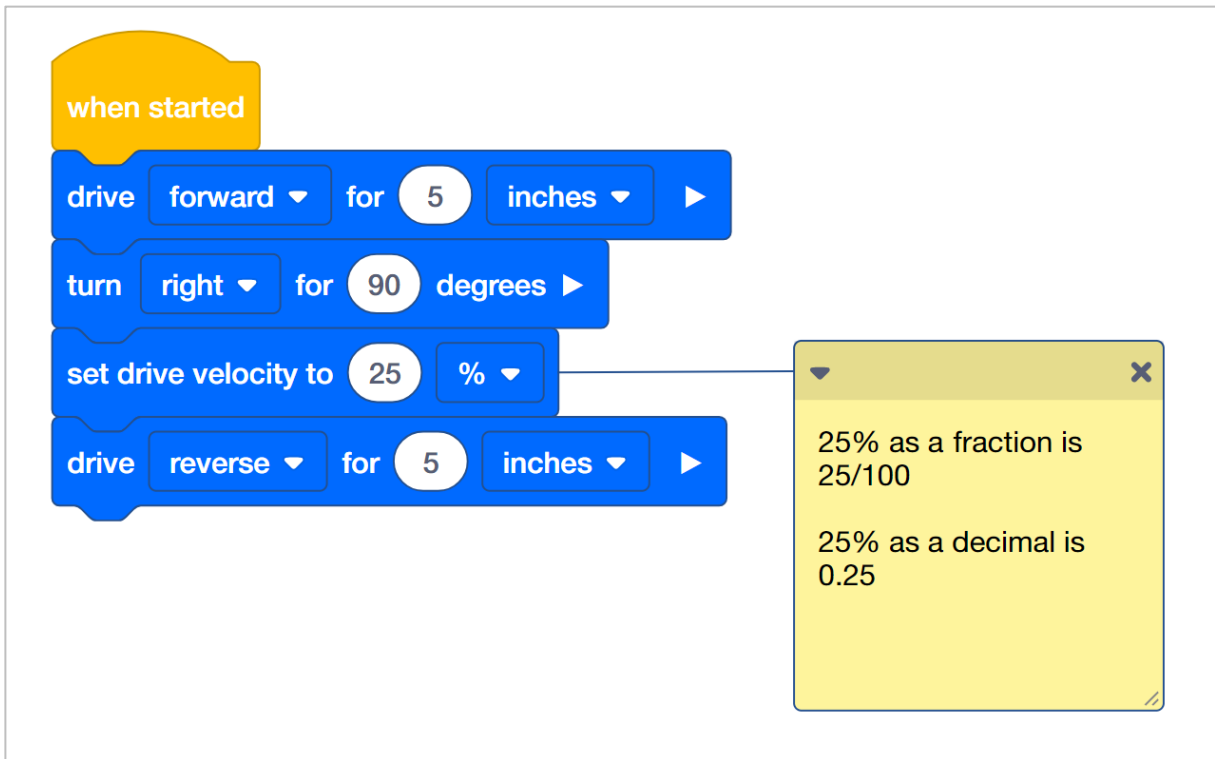 when started
drive forward for 5 inches
turn right for 90 degrees
set drive velocity to 25 %
drive reverse for 5 inches
25% as a fraction is
25/100
25% as a decimal is
0.25